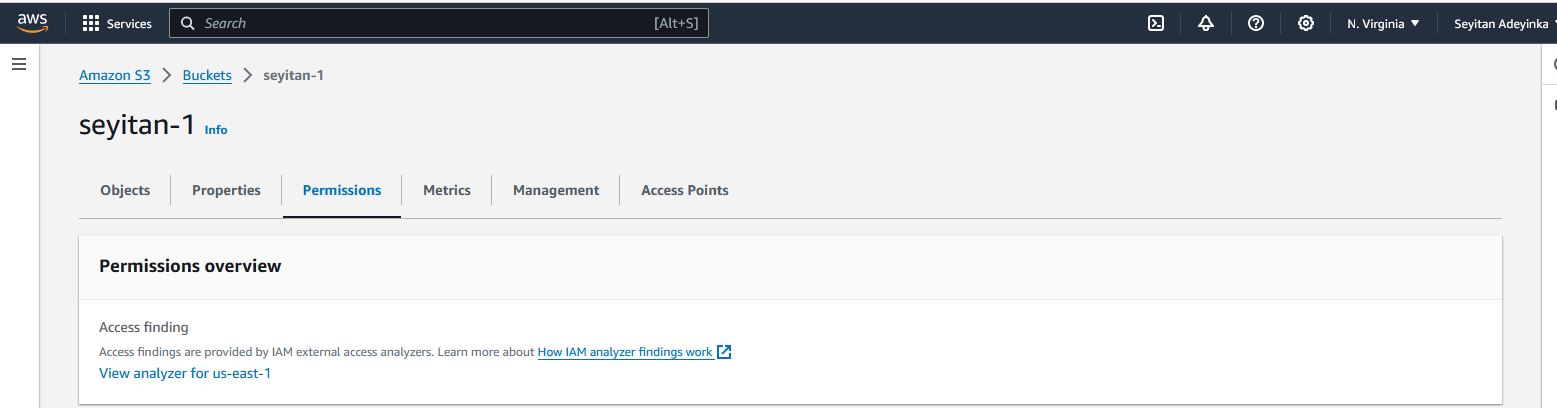 aws Services Search [Alt+S] N. Virginia Seyitan Adeyinka
Amazon S3 Buckets seyitan-1
seyitan-1 Info
Objects Properties Permissions Metrics Management Access Points
Permissions overview
Access finding
Access findings are provided by IAM external access analyzers. Learn more about How IAM analyzer findings work
View analyzer for us-east-1